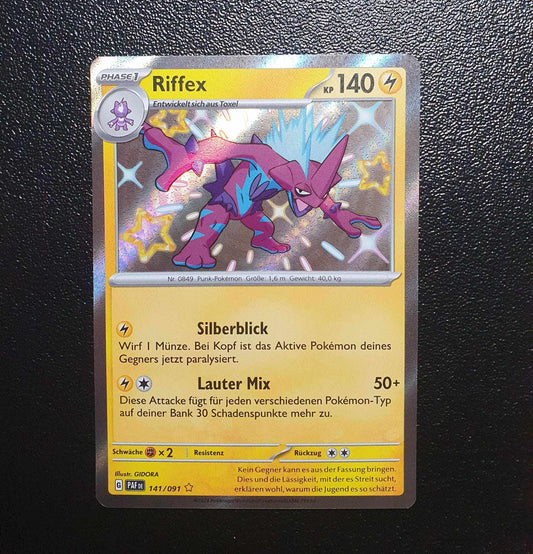 PHASE 1
Riffex
KP 140
Entwickelt sich aus Toxel
Nr. 0849 Punk-Pokémon Größe: 1,6 m Gewicht: 40,0 kg
Silberblick
Wirf 1 Münze. Bei Kopf ist das Aktive Pokémon deines
Gegners jetzt paralysiert.
Lauter Mix 50+
Diese Attacke fügt für jeden verschiedenen Pokémon-Typ
auf deiner Bank 30 Schadenspunkte mehr zu.
Schwäche ×2 Resistenz Rückzug
Illustr. GIDORA
Kein Gegner kann es aus der Fassung bringen.
Dies und die Lässigkeit, mit der es Streit sucht,
erklären wohl, warum die Jugend es so schätzt.
G PAF DE 141/091